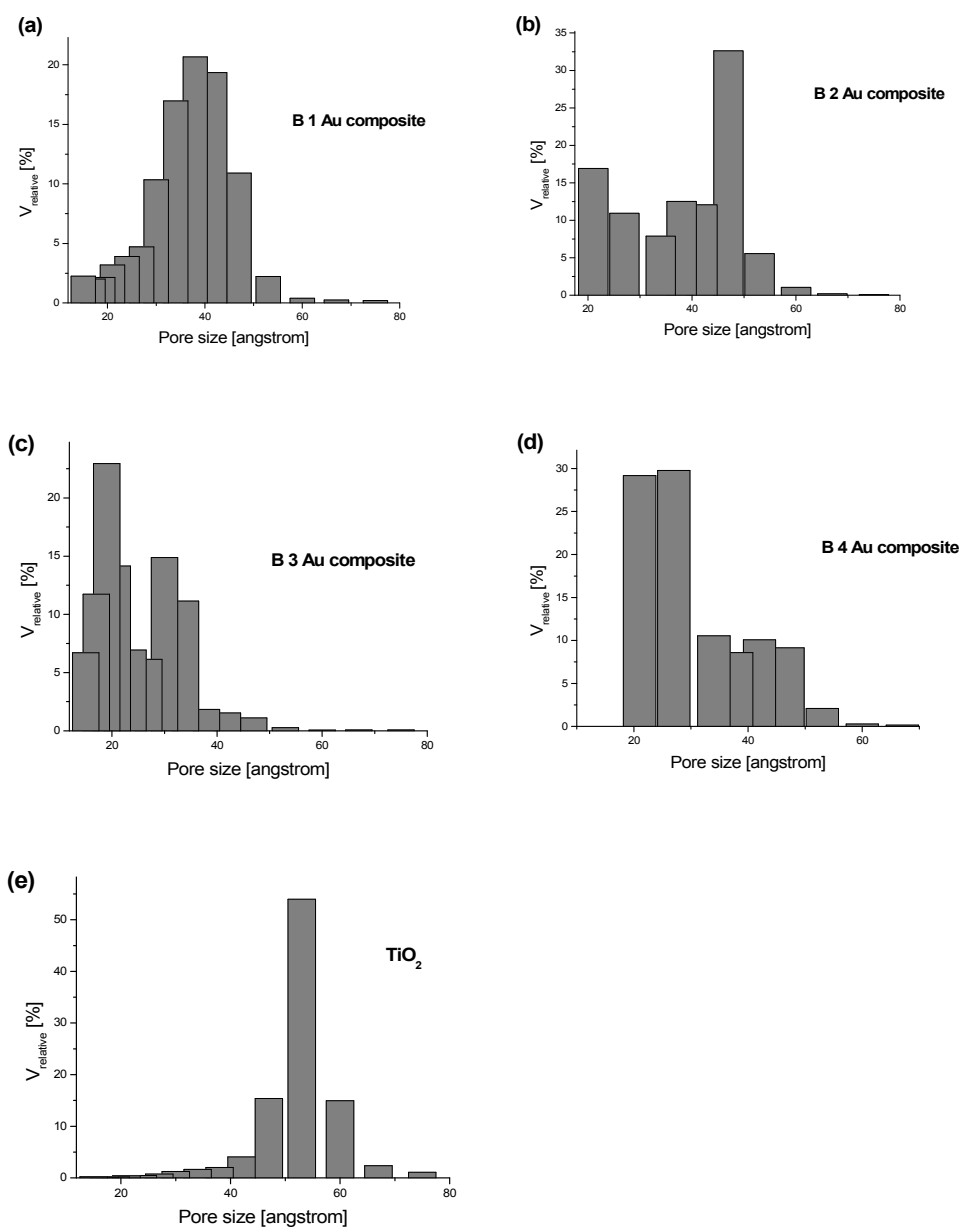 (a)
20
15
10
5
0
V relative [%]
B 1 Au composite
20 40 60 80
Pore size [angstrom]
(b)
35
30
25
20
15
10
5
0
V relative [%]
B 2 Au composite
20 40 60 80
Pore size [angstrom]
(c)
20
15
10
5
0
V relative [%]
B 3 Au composite
20 40 60 80
Pore size [angstrom]
(d)
30
25
20
15
10
5
0
V relative [%]
B 4 Au composite
20 40 60
Pore size [angstrom]
(e)
50
40
30
20
10
0
V relative [%]
TiO2
20 40 60 80
Pore size [angstrom]